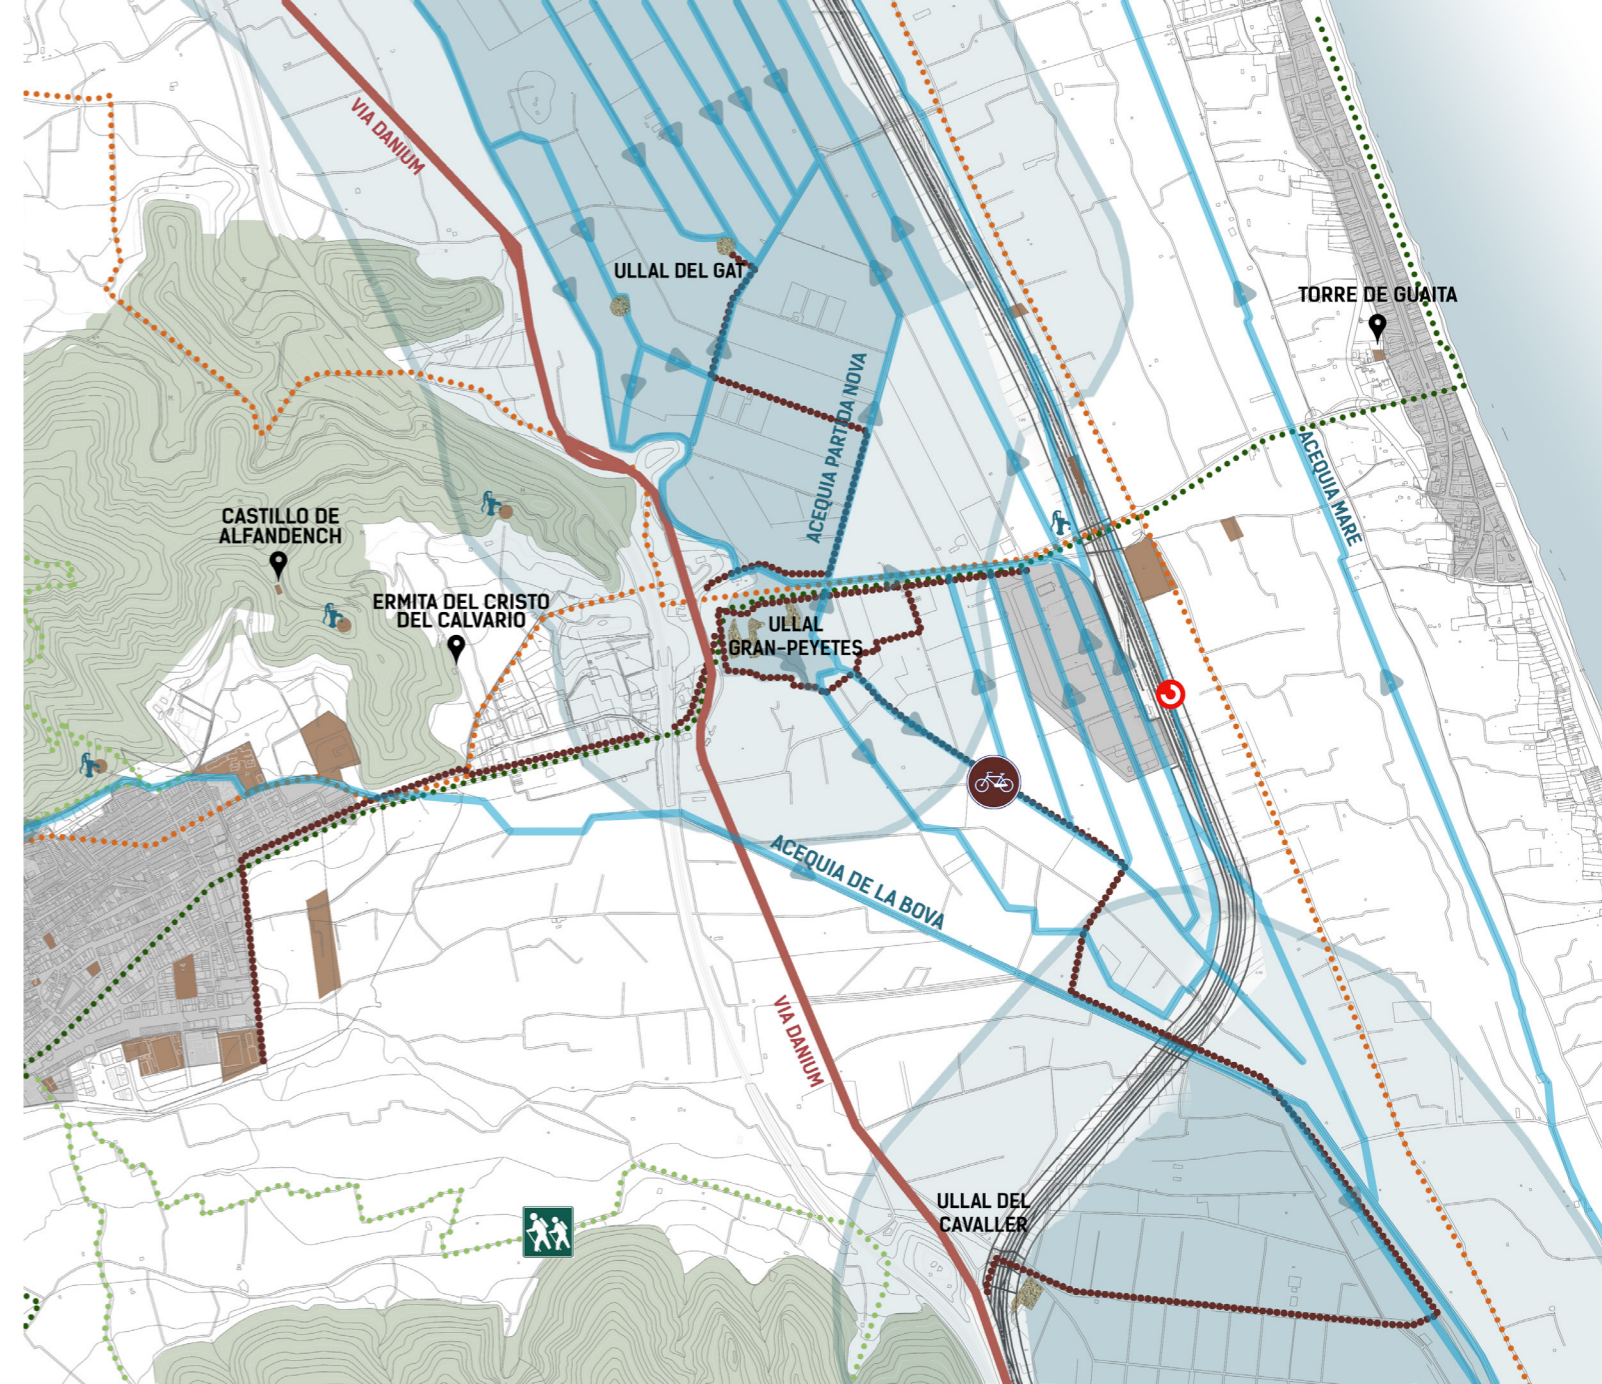 VIA DANIUM
ULLAL DEL GAT
TORRE DE GUAITA
ACEQUIA PARTIDA NOVA
ACEQUIA MARE
CASTILLO DE
ALFANDENCH
ERMITA DEL CRISTO
DEL CALVARIO
ULLAL
GRAN-PEYETES
ACEQUIA DE LA BOVA
VIA DANIUM
ULLAL DEL
CAVALLER